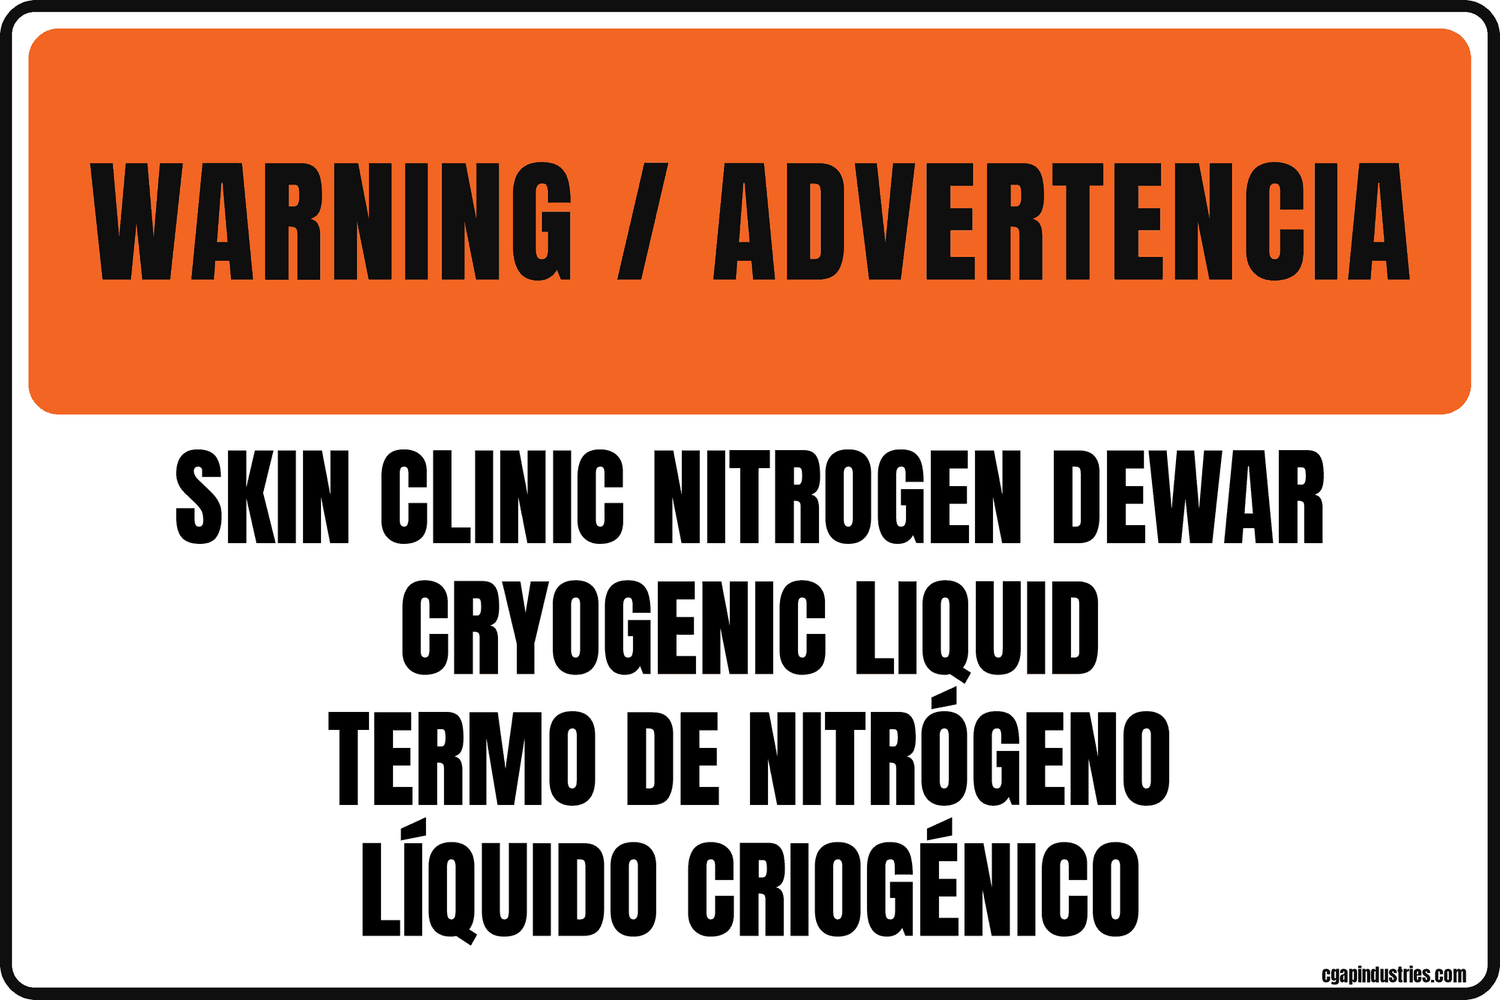 WARNING / ADVERTENCIA
SKIN CLINIC NITROGEN DEWAR
CRYOGENIC LIQUID
TERMO DE NITRÓGENO
LÍQUIDO CRIOGÉNICO
cgapindustries.com